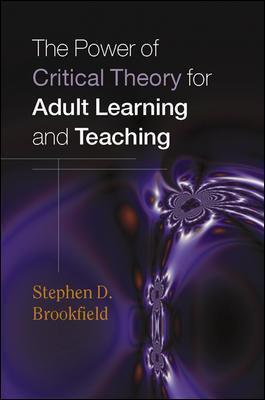 The Power of
Critical Theory for
Adult Learning
and Teaching
Stephen D.
Brookfield